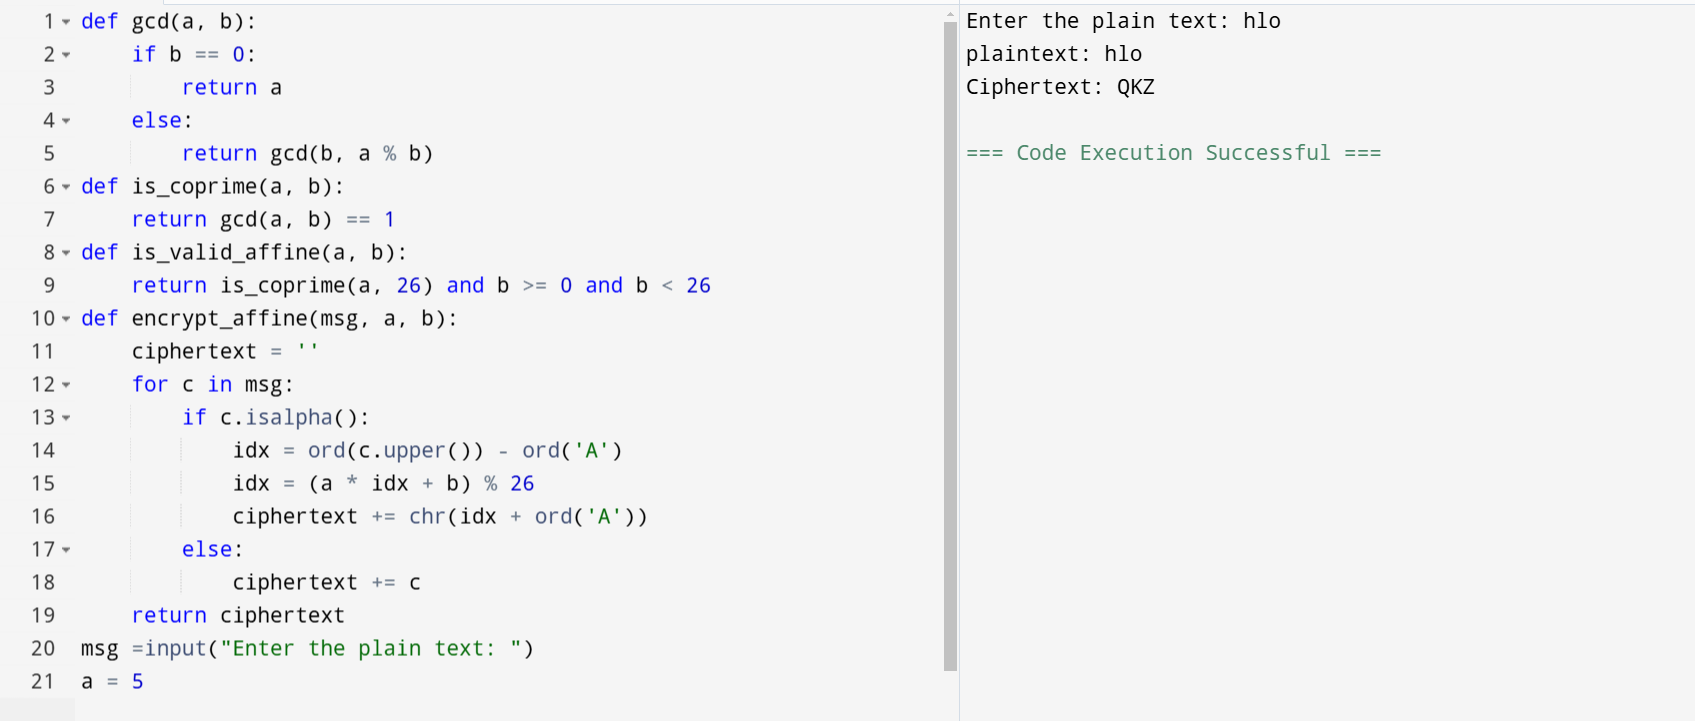 1 def gcd(a, b):
2     if b == 0:
3         return a
4     else:
5         return gcd(b, a % b)
6 def is_coprime(a, b):
7     return gcd(a, b) == 1
8 def is_valid_affine(a, b):
9     return is_coprime(a, 26) and b >= 0 and b < 26
10 def encrypt_affine(msg, a, b):
11     ciphertext = ''
12     for c in msg:
13         if c.isalpha():
14             idx = ord(c.upper()) - ord('A')
15             idx = (a * idx + b) % 26
16             ciphertext += chr(idx + ord('A'))
17         else:
18             ciphertext += c
19     return ciphertext
20 msg =input("Enter the plain text: ")
21 a = 5
Enter the plain text: hlo
plaintext: hlo
Ciphertext: QKZ
=== Code Execution Successful ===